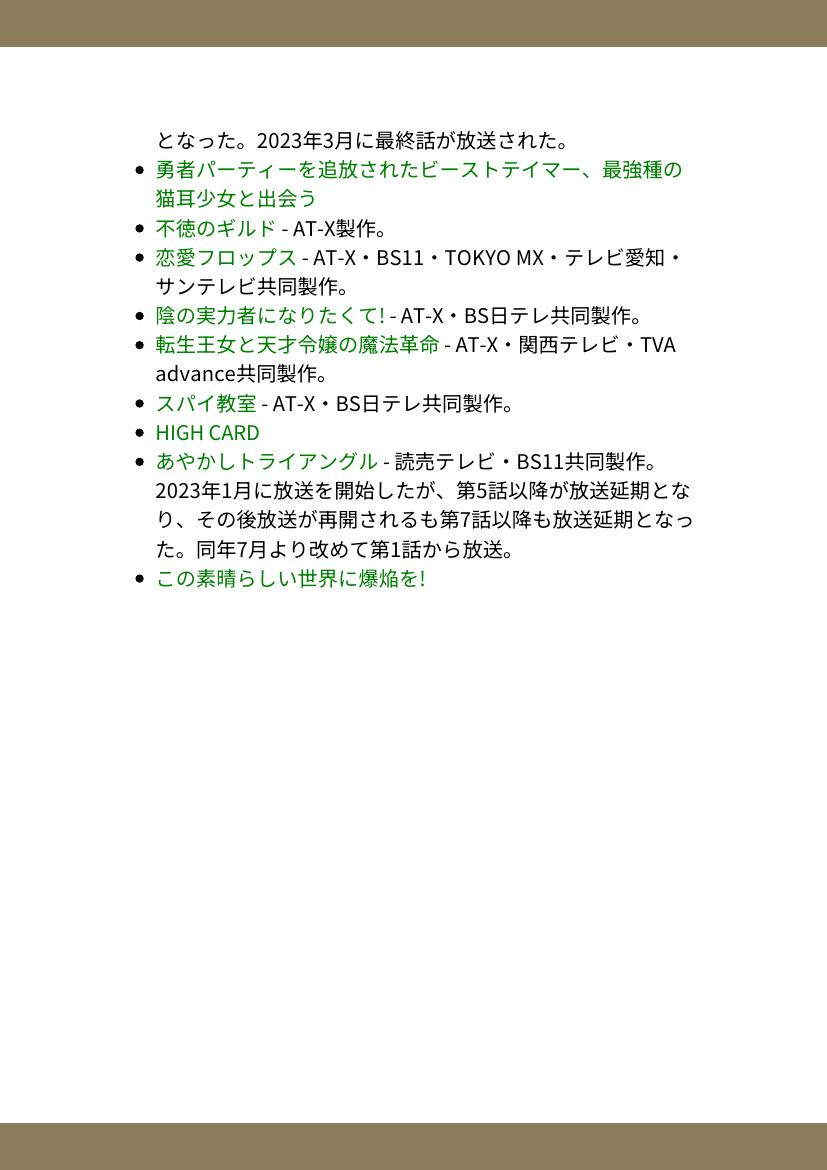 となった。2023年3月に最終話が放送された。
• 勇者パーティーを追放されたビーストテイマー、最強種の
猫耳少女と出会う
• 不徳のギルド - AT-X製作。
• 恋愛フロップス - AT-X・BS11・TOKYO MX・テレビ愛知・
サンテレビ共同製作。
• 陰の実力者になりたくて! - AT-X・BS日テレ共同製作。
• 転生王女と天才令嬢の魔法革命 - AT-X・関西テレビ・TVA
advance共同製作。
• スパイ教室 - AT-X・BS日テレ共同製作。
• HIGH CARD
• あやかしトライアングル - 読売テレビ・BS11共同製作。
2023年1月に放送を開始したが、第5話以降が放送延期とな
り、その後放送が再開されるも第7話以降も放送延期となっ
た。同年7月より改めて第1話から放送。
• この素晴らしい世界に爆焔を!